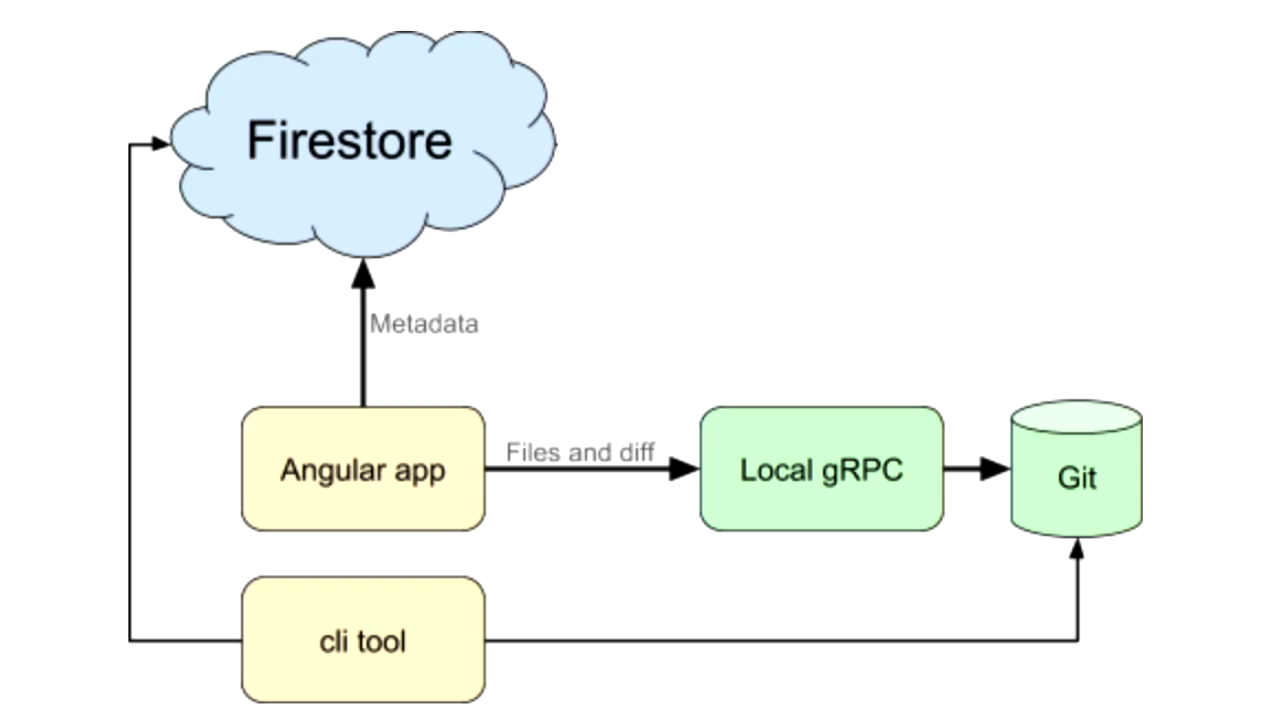 Firestore
Metadata
Angular app
Files and diff
Local gRPC
Git
cli tool